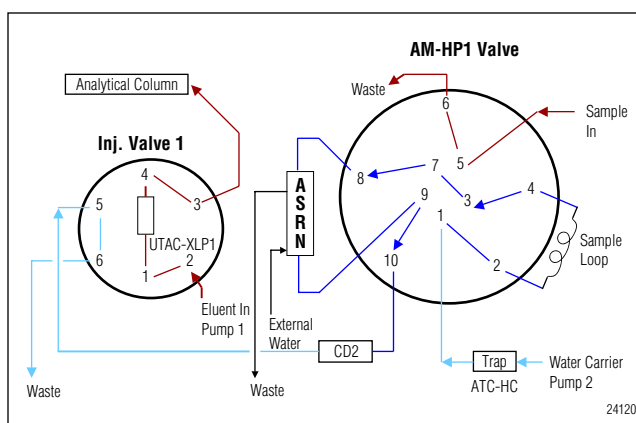 AM-HP1 Valve
Waste
6
Analytical Column
Sample
In
Inj. Valve 1
4
5
3
UTAC-XLP1
6
1
2
Eluent In
Pump 1
Waste
8
7
5
9
3
4
1
10
2
ASRN
Sample
Loop
External
Water
CD2
Waste
Trap
ATC-HC
Water Carrier
Pump 2
24120